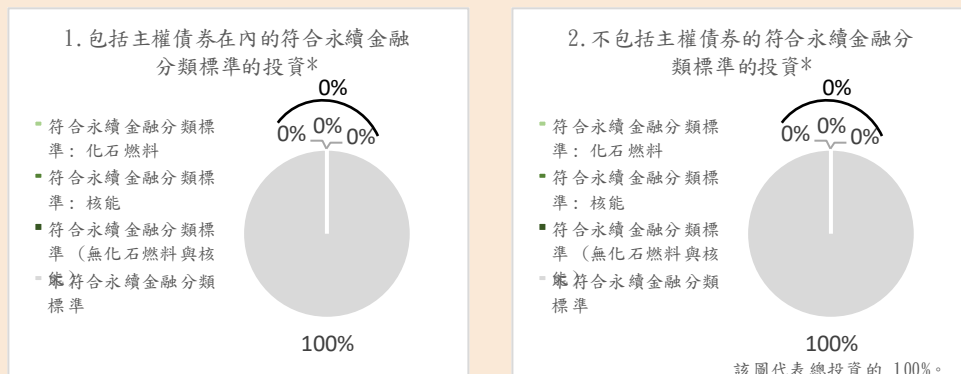 1.包括主權債券在內的符合永續金融
分類標準的投資*
0%
0%
0%
0%
符合永續金融分類標
準: 化石燃料
符合永續金融分類標
準: 核能
符合永續金融分類標
準 (無化石燃料與核
能)
未符合永續金融分類
標準
100%
2.不包括主權債券的符合永續金融分
類標準的投資*
0%
0%
0%
0%
符合永續金融分類標
準: 化石燃料
符合永續金融分類標
準: 核能
符合永續金融分類標
準 (無化石燃料與核
能)
未符合永續金融分類
標準
100%
該圖代表總投資的 100%。